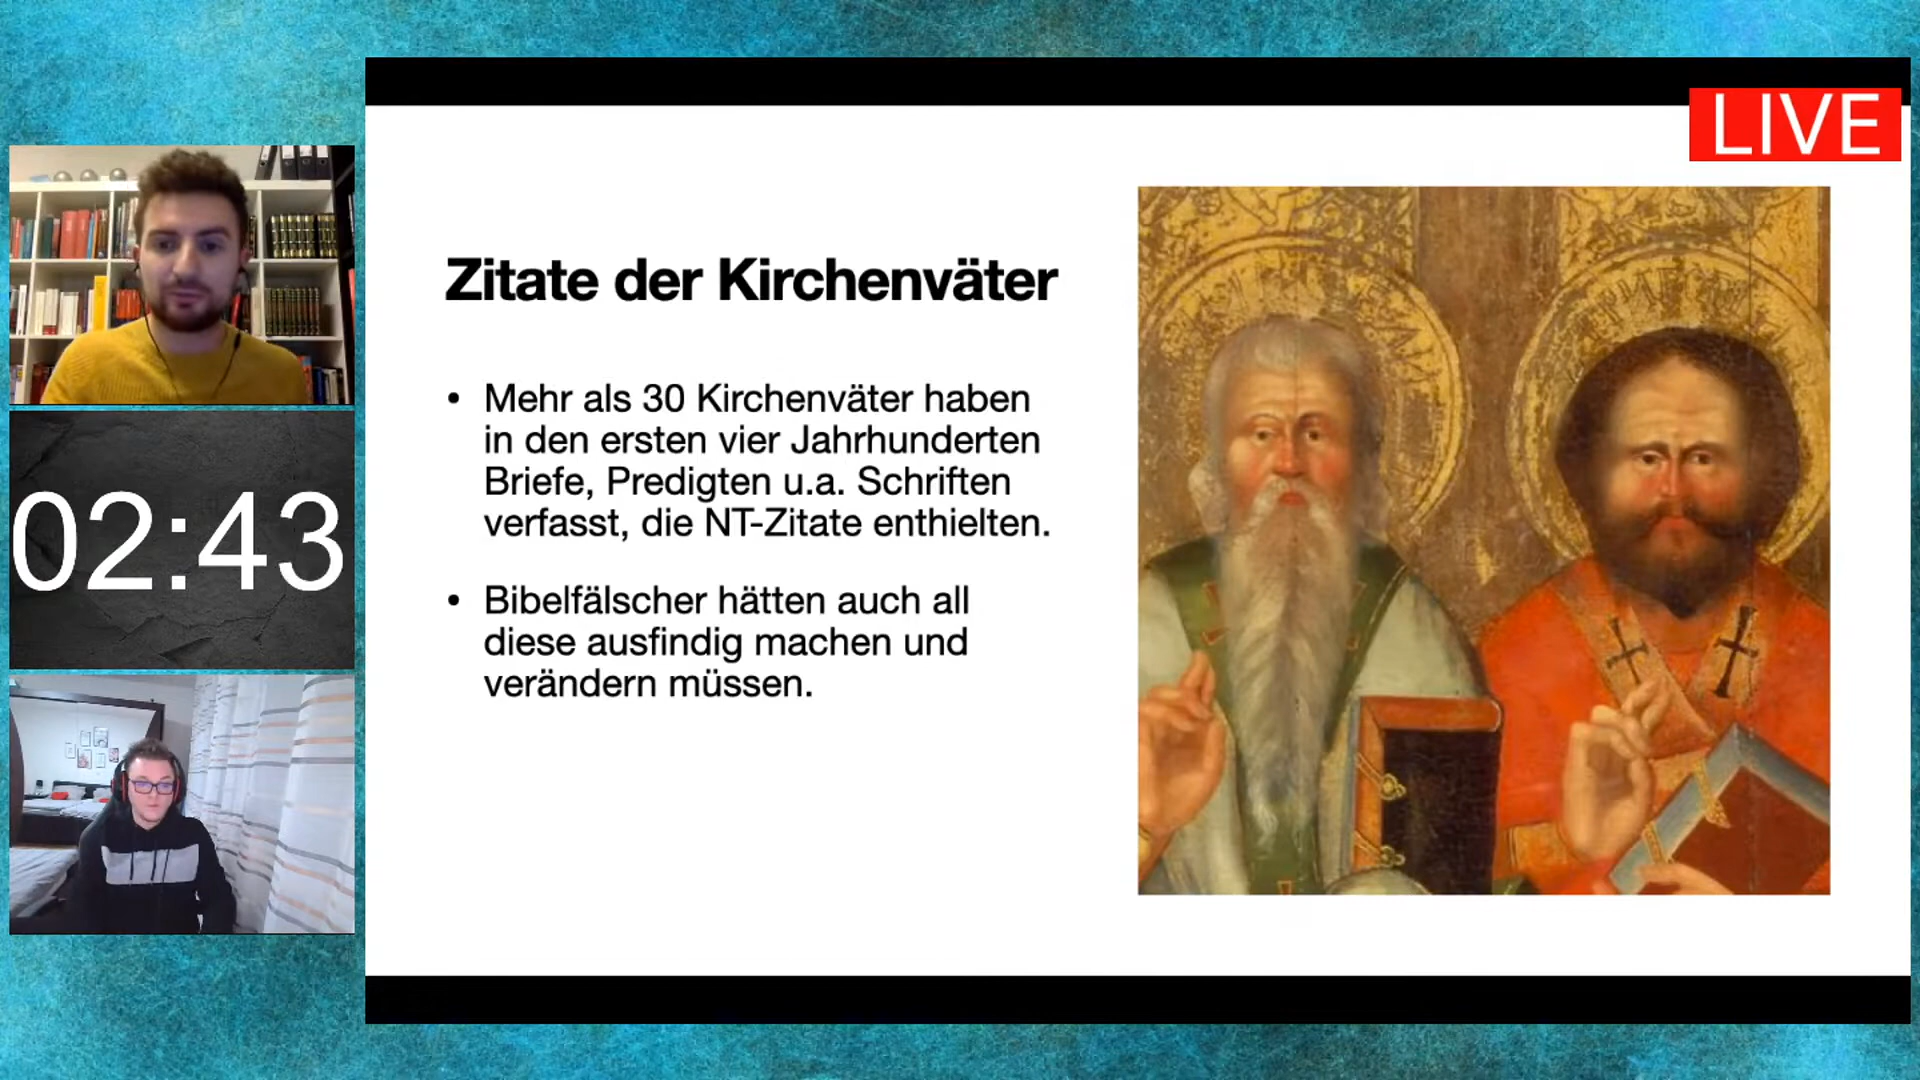 LIVE
02:43
Zitate der Kirchenväter
• Mehr als 30 Kirchenväter haben
in den ersten vier Jahrhunderten
Briefe, Predigten u.a. Schriften
verfasst, die NT-Zitate enthielten.
• Bibelfälscher hätten auch all
diese ausfindig machen und
verändern müssen.